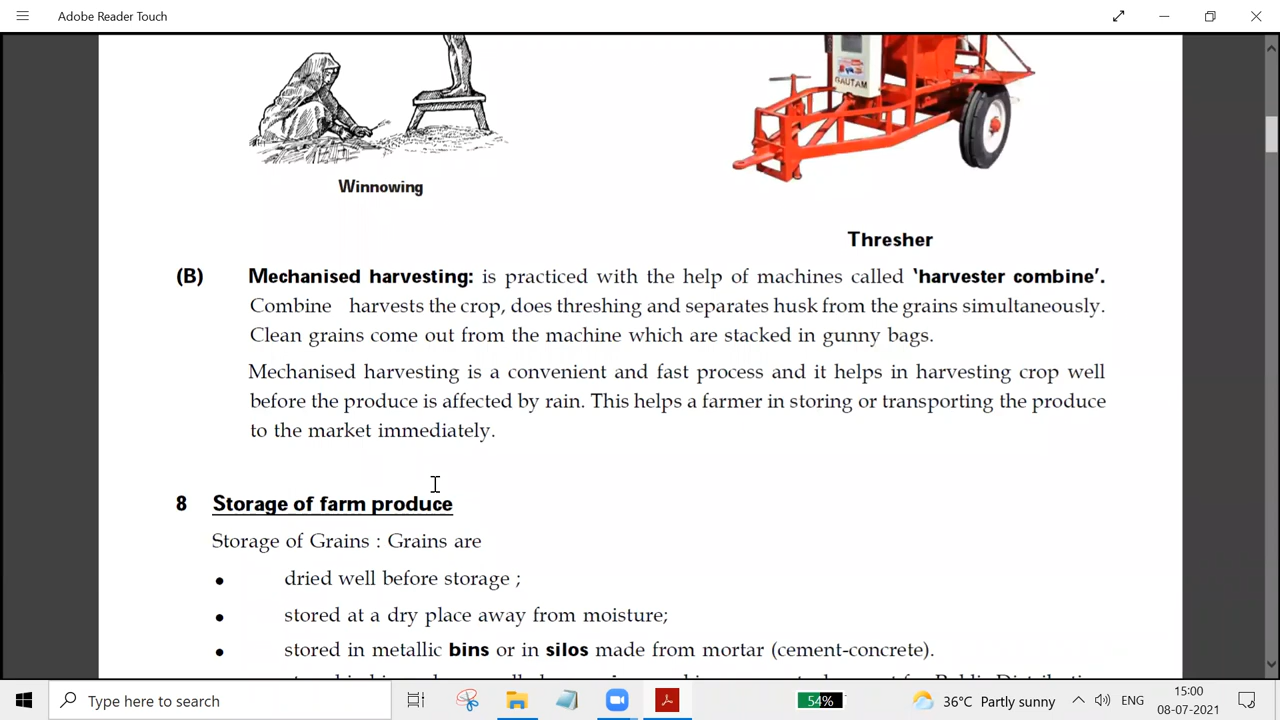 Adobe Reader Touch
GAUTAM
Winnowing
Thresher
(B) Mechanised harvesting: is practiced with the help of machines called ‘harvester combine’.
Combine harvests the crop, does threshing and separates husk from the grains simultaneously.
Clean grains come out from the machine which are stacked in gunny bags.
Mechanised harvesting is a convenient and fast process and it helps in harvesting crop well
before the produce is affected by rain. This helps a farmer in storing or transporting the produce
to the market immediately.
8 Storage of farm produce
Storage of Grains : Grains are
• dried well before storage ;
• stored at a dry place away from moisture;
• stored in metallic bins or in silos made from mortar (cement-concrete).
Type here to search
54%
36°C Partly sunny
ENG
15:00
08-07-2021